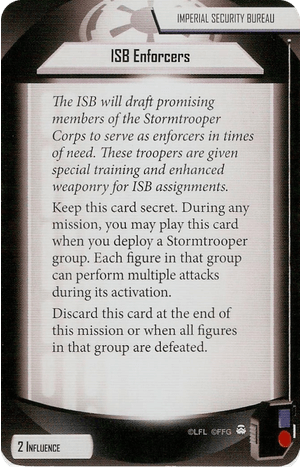 IMPERIAL SECURITY BUREAU
ISB Enforcers
The ISB will draft promising
members of the Stormtrooper
Corps to serve as enforcers in times
of need. These troopers are given
special training and enhanced
weaponry for ISB assignments.
Keep this card secret. During any
mission, you may play this card
when you deploy a Stormtrooper
group. Each figure in that group
can perform multiple attacks
during its activation.
Discard this card at the end of
this mission or when all figures
in that group are defeated.
©LFL ©FFG
2 INFLUENCE